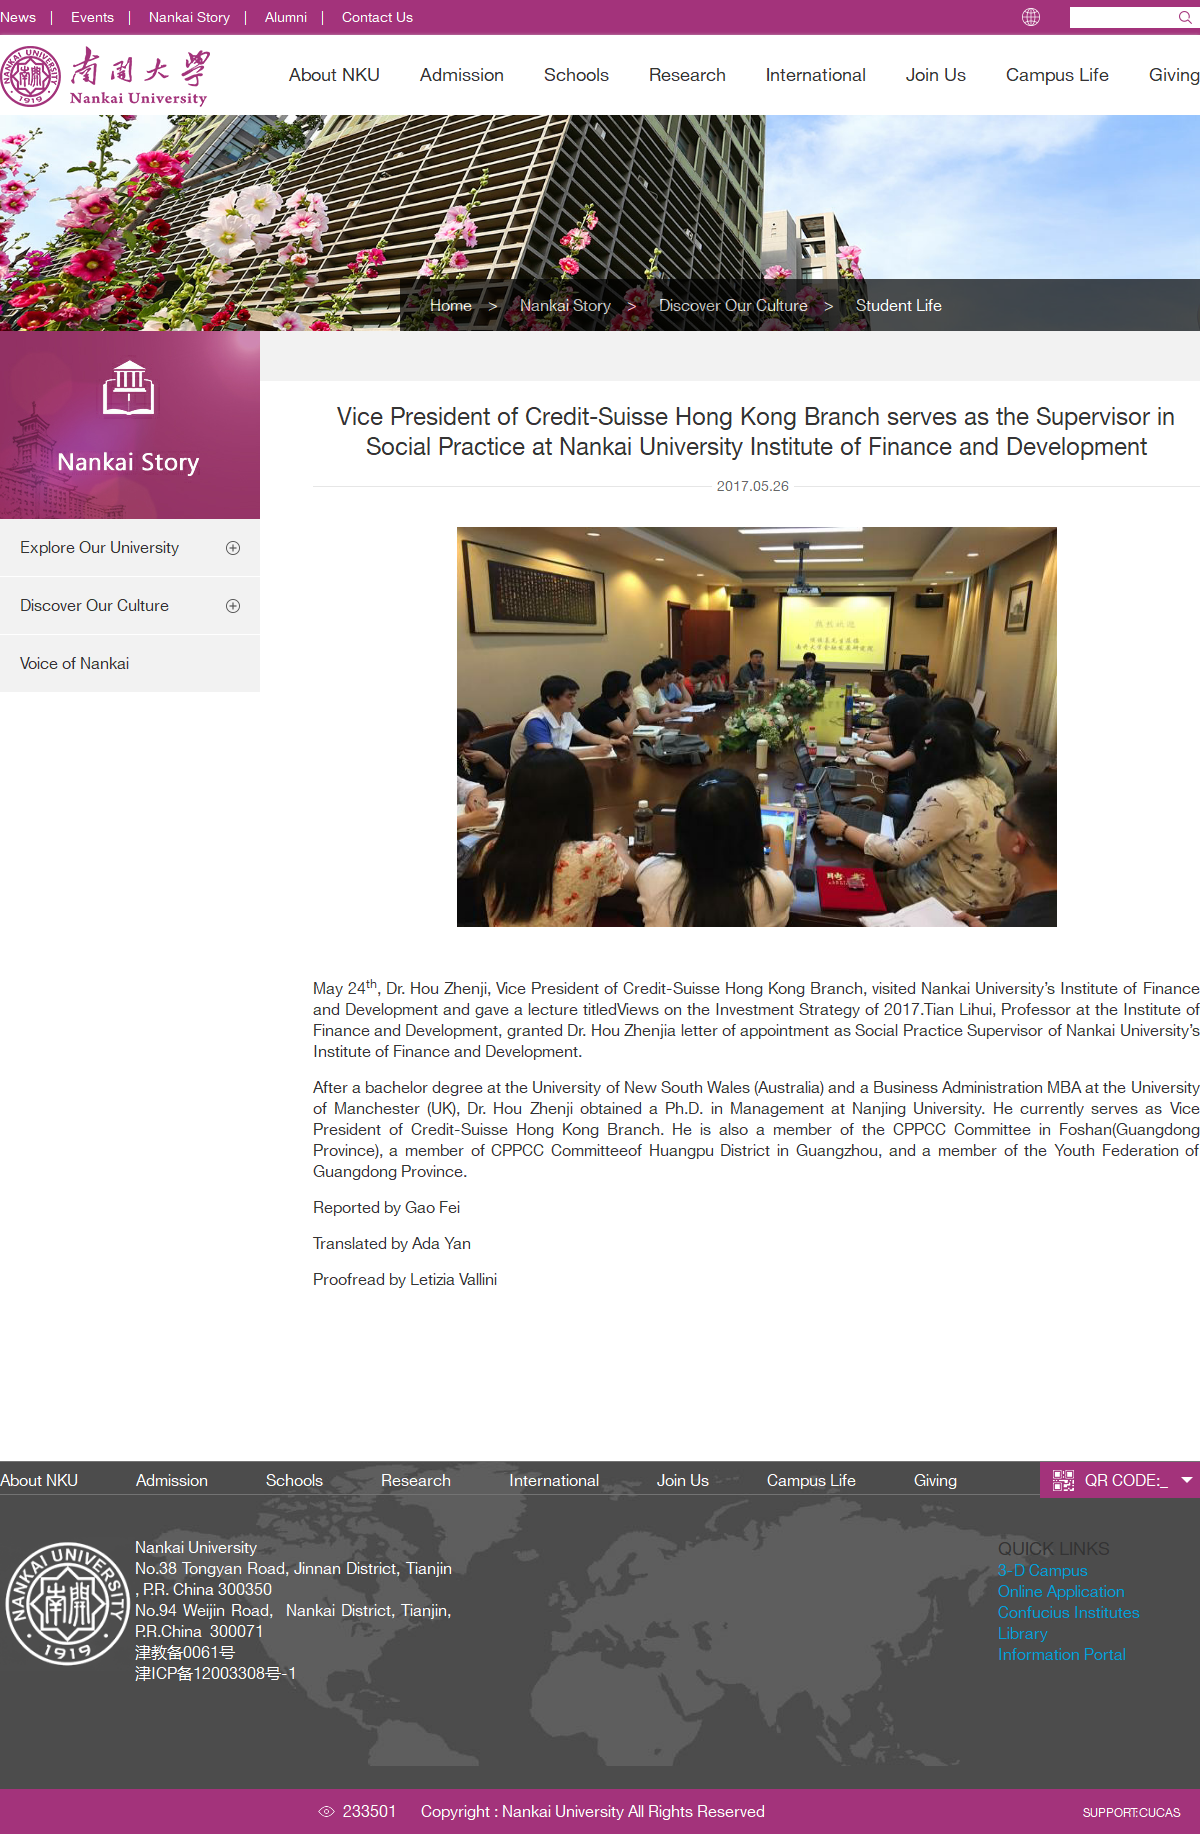 News | Events | Nankai Story | Alumni | Contact Us
NANKAI UNIVERSITY
1919
南開大學
Nankai University
About NKU Admission Schools Research International Join Us Campus Life Giving
Home > Nankai Story > Discover Our Culture > Student Life
Nankai Story
Explore Our University
Discover Our Culture
Voice of Nankai
Vice President of Credit-Suisse Hong Kong Branch serves as the Supervisor in
Social Practice at Nankai University Institute of Finance and Development
2017.05.26
May 24th, Dr. Hou Zhenji, Vice President of Credit-Suisse Hong Kong Branch, visited Nankai University’s Institute of Finance
and Development and gave a lecture titledViews on the Investment Strategy of 2017.Tian Lihui, Professor at the Institute of
Finance and Development, granted Dr. Hou Zhenjia letter of appointment as Social Practice Supervisor of Nankai University’s
Institute of Finance and Development.
After a bachelor degree at the University of New South Wales (Australia) and a Business Administration MBA at the University
of Manchester (UK), Dr. Hou Zhenji obtained a Ph.D. in Management at Nanjing University. He currently serves as Vice
President of Credit-Suisse Hong Kong Branch. He is also a member of the CPPCC Committee in Foshan(Guangdong
Province), a member of CPPCC Committeeof Huangpu District in Guangzhou, and a member of the Youth Federation of
Guangdong Province.
Reported by Gao Fei
Translated by Ada Yan
Proofread by Letizia Vallini
About NKU Admission Schools Research International Join Us Campus Life Giving
QR CODE:_
NANKAI UNIVERSITY
1919
Nankai University
No.38 Tongyan Road, Jinnan District, Tianjin
, P.R. China 300350
No.94 Weijin Road, Nankai District, Tianjin,
P.R.China 300071
津教备0061号
津ICP备12003308号-1
QUICK LINKS
3-D Campus
Online Application
Confucius Institutes
Library
Information Portal
233501 Copyright : Nankai University All Rights Reserved
SUPPORT:CUCAS